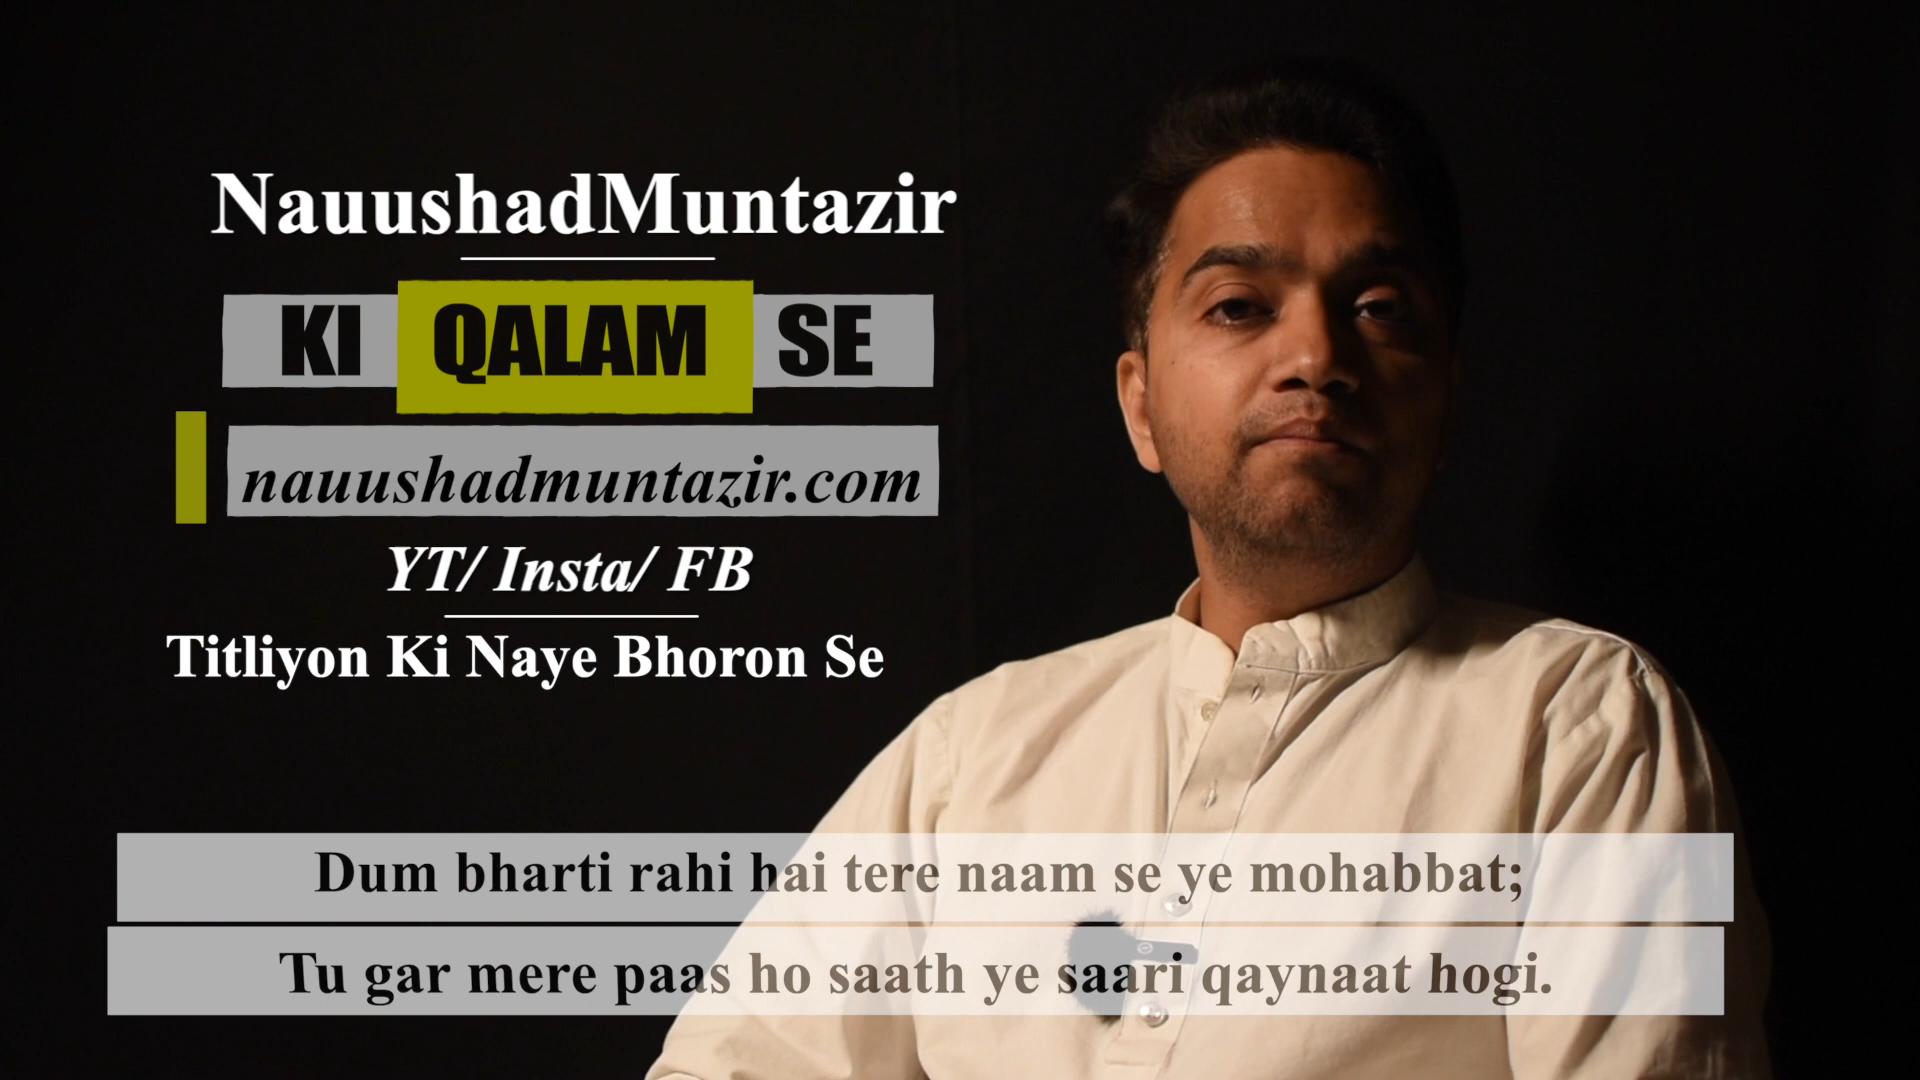 NauushadMuntazir
KI QALAM SE
nauushadmuntazir.com
YT/ Insta/ FB
Titliyon Ki Naye Bhoron Se
Dum bharti rahi hai tere naam se ye mohabbat;
Tu gar mere paas ho saath ye saari qaynaat hogi.